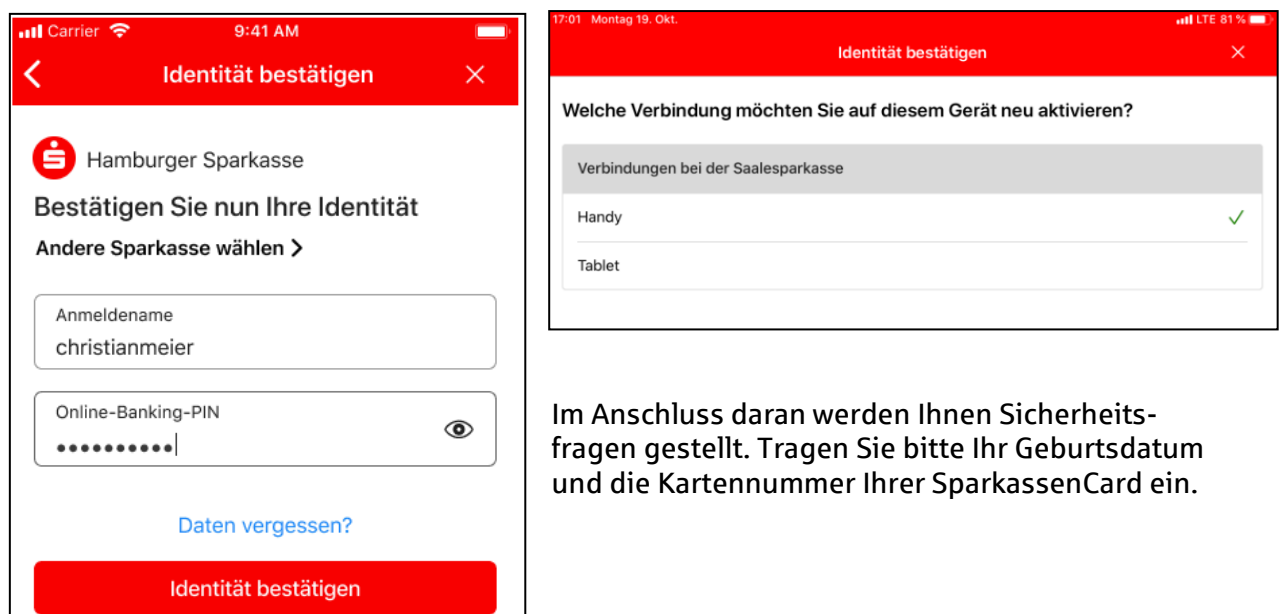 Carrier 9:41 AM
Identität bestätigen
Hamburger Sparkasse
Bestätigen Sie nun Ihre Identität
Andere Sparkasse wählen
Anmeldename
christianmeier
Online-Banking-PIN
••••••••••
Daten vergessen?
Identität bestätigen
17:01 Montag 19. Okt. LTE 81 %
Identität bestätigen
Welche Verbindung möchten Sie auf diesem Gerät neu aktivieren?
Verbindungen bei der Saalesparkasse
Handy
Tablet
Im Anschluss daran werden Ihnen Sicherheits-
fragen gestellt. Tragen Sie bitte Ihr Geburtsdatum
und die Kartennummer Ihrer SparkassenCard ein.